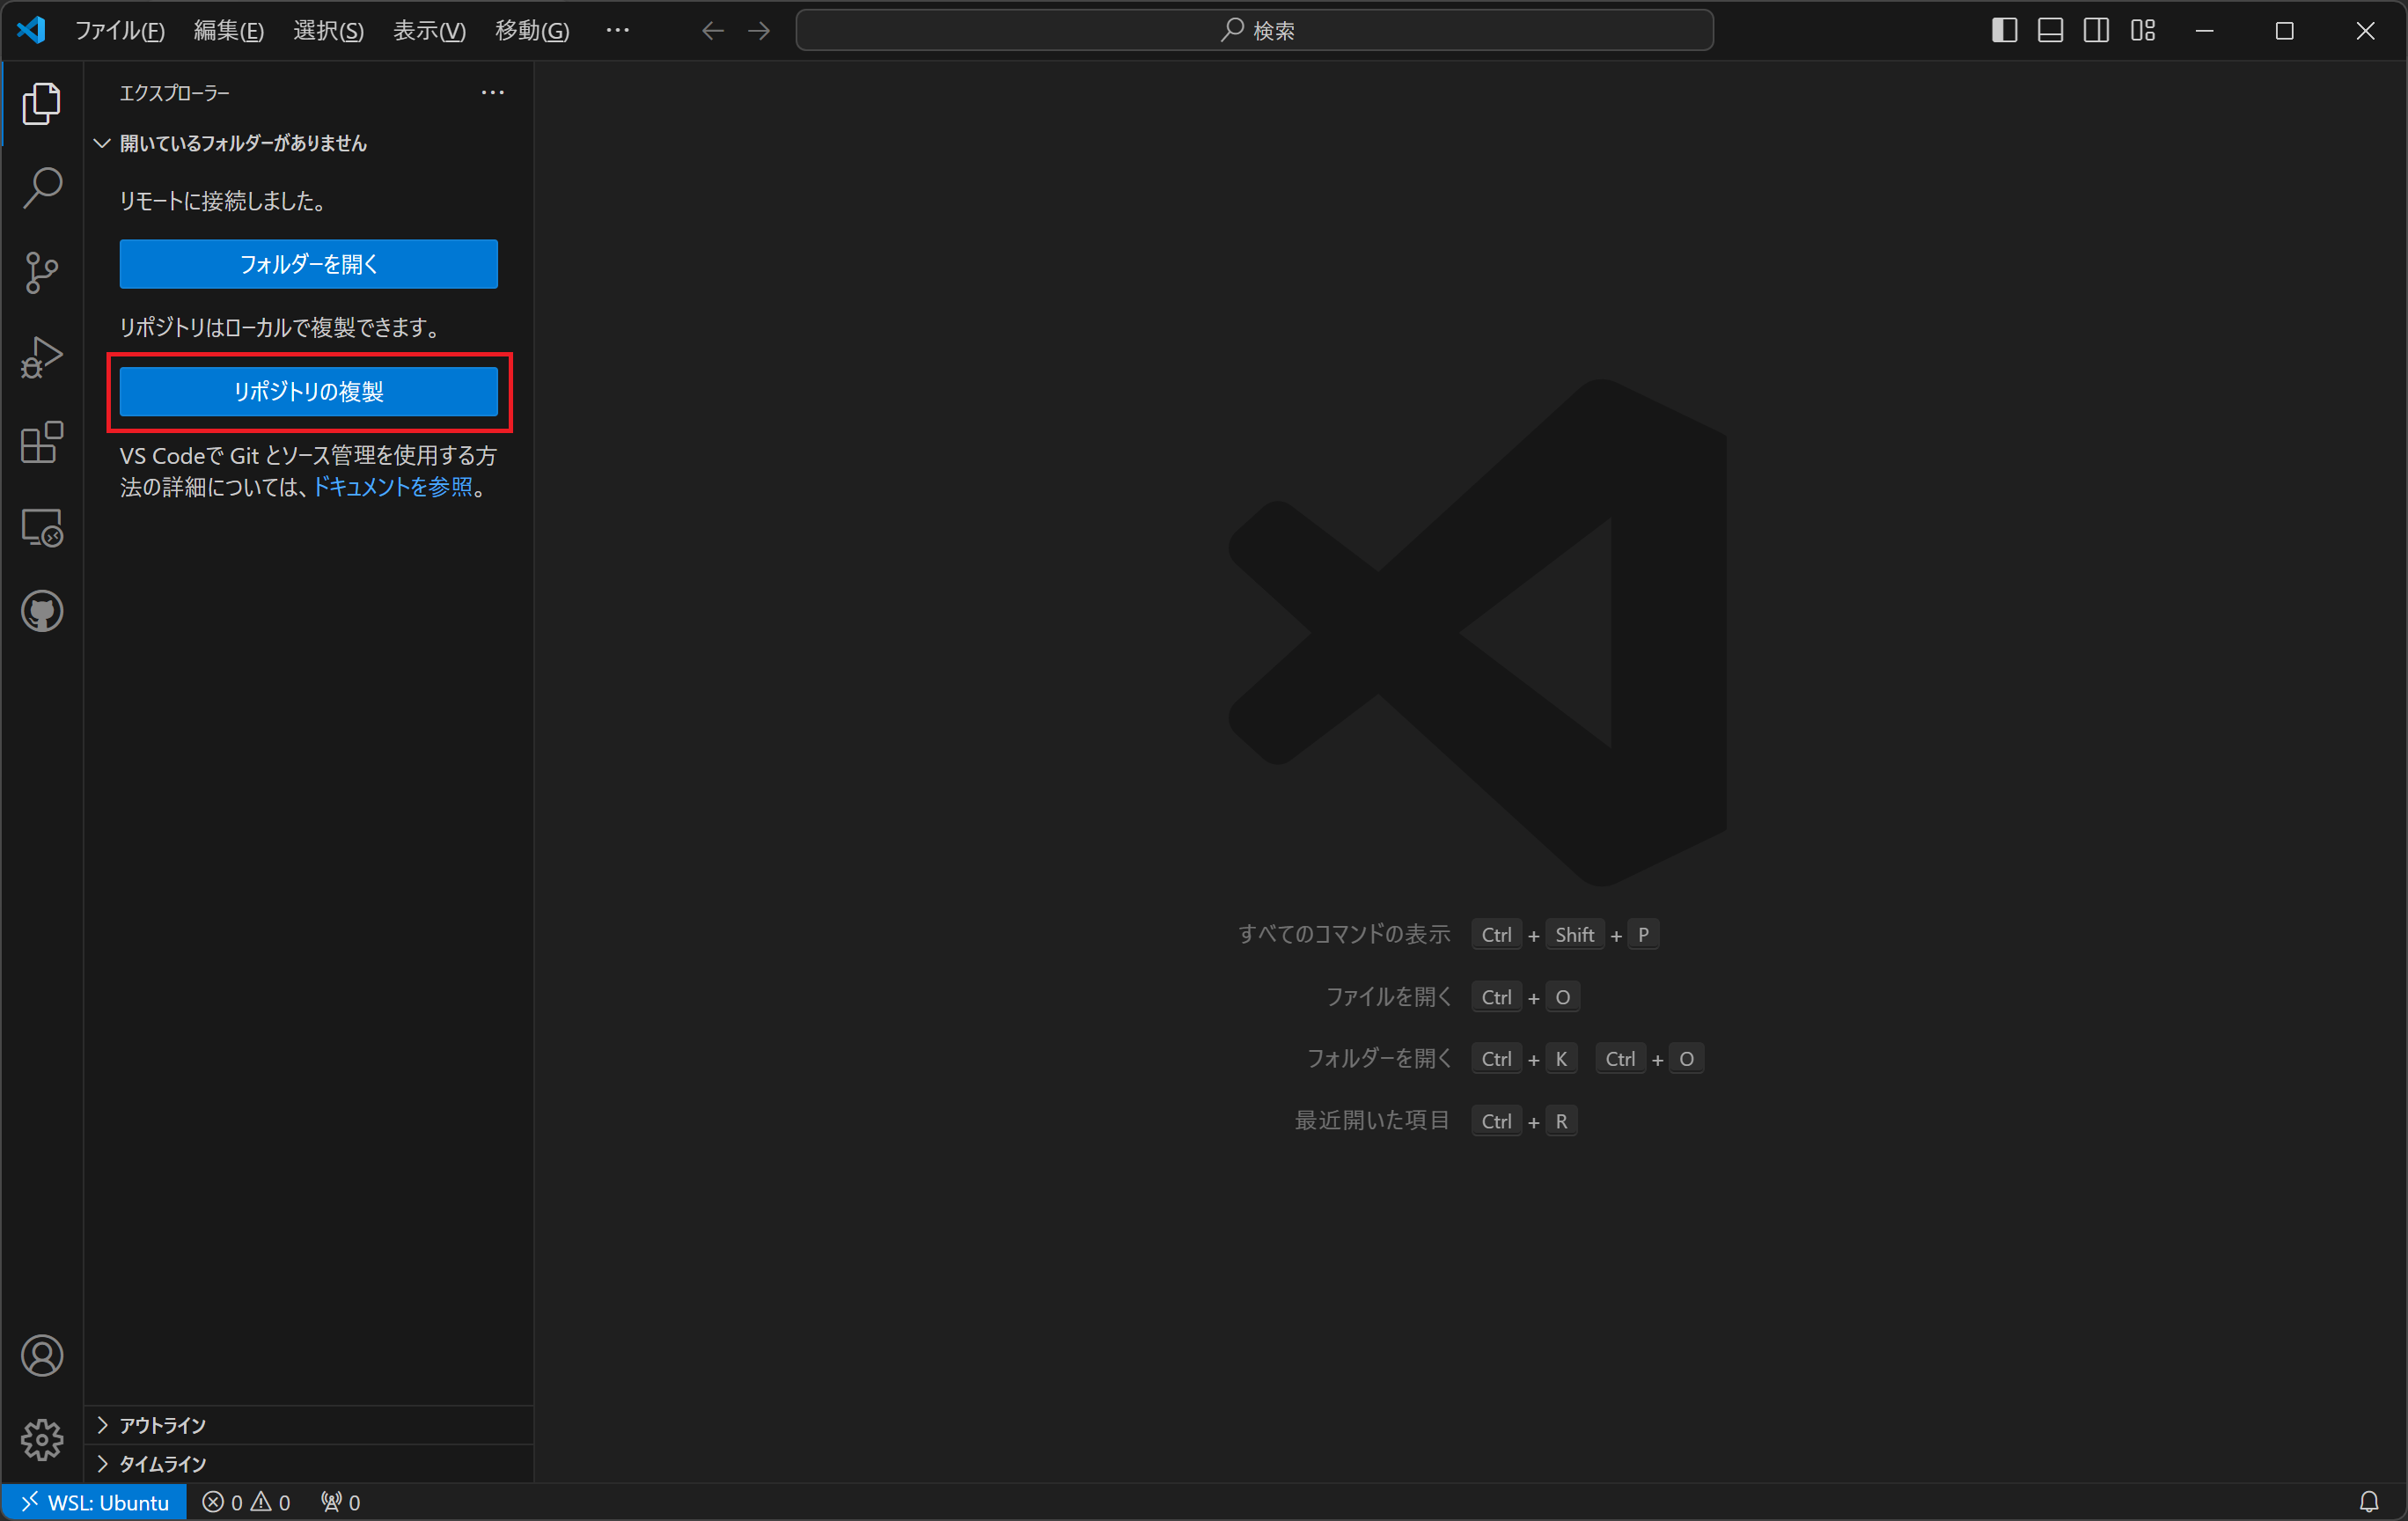 ファイル(F) 編集(E) 選択(S) 表示(V) 移動(G) ··· 検索
エクスプローラー ···
開いているフォルダーがありません
リモートに接続しました。
フォルダーを開く
リポジトリはローカルで複製できます。
リポジトリの複製
VS Codeで Git とソース管理を使用する方
法の詳細については、ドキュメントを参照。
すべてのコマンドの表示 Ctrl + Shift + P
ファイルを開く Ctrl + O
フォルダーを開く Ctrl + K Ctrl + O
最近開いた項目 Ctrl + R
アウトライン
タイムライン
WSL: Ubuntu 0 0 0